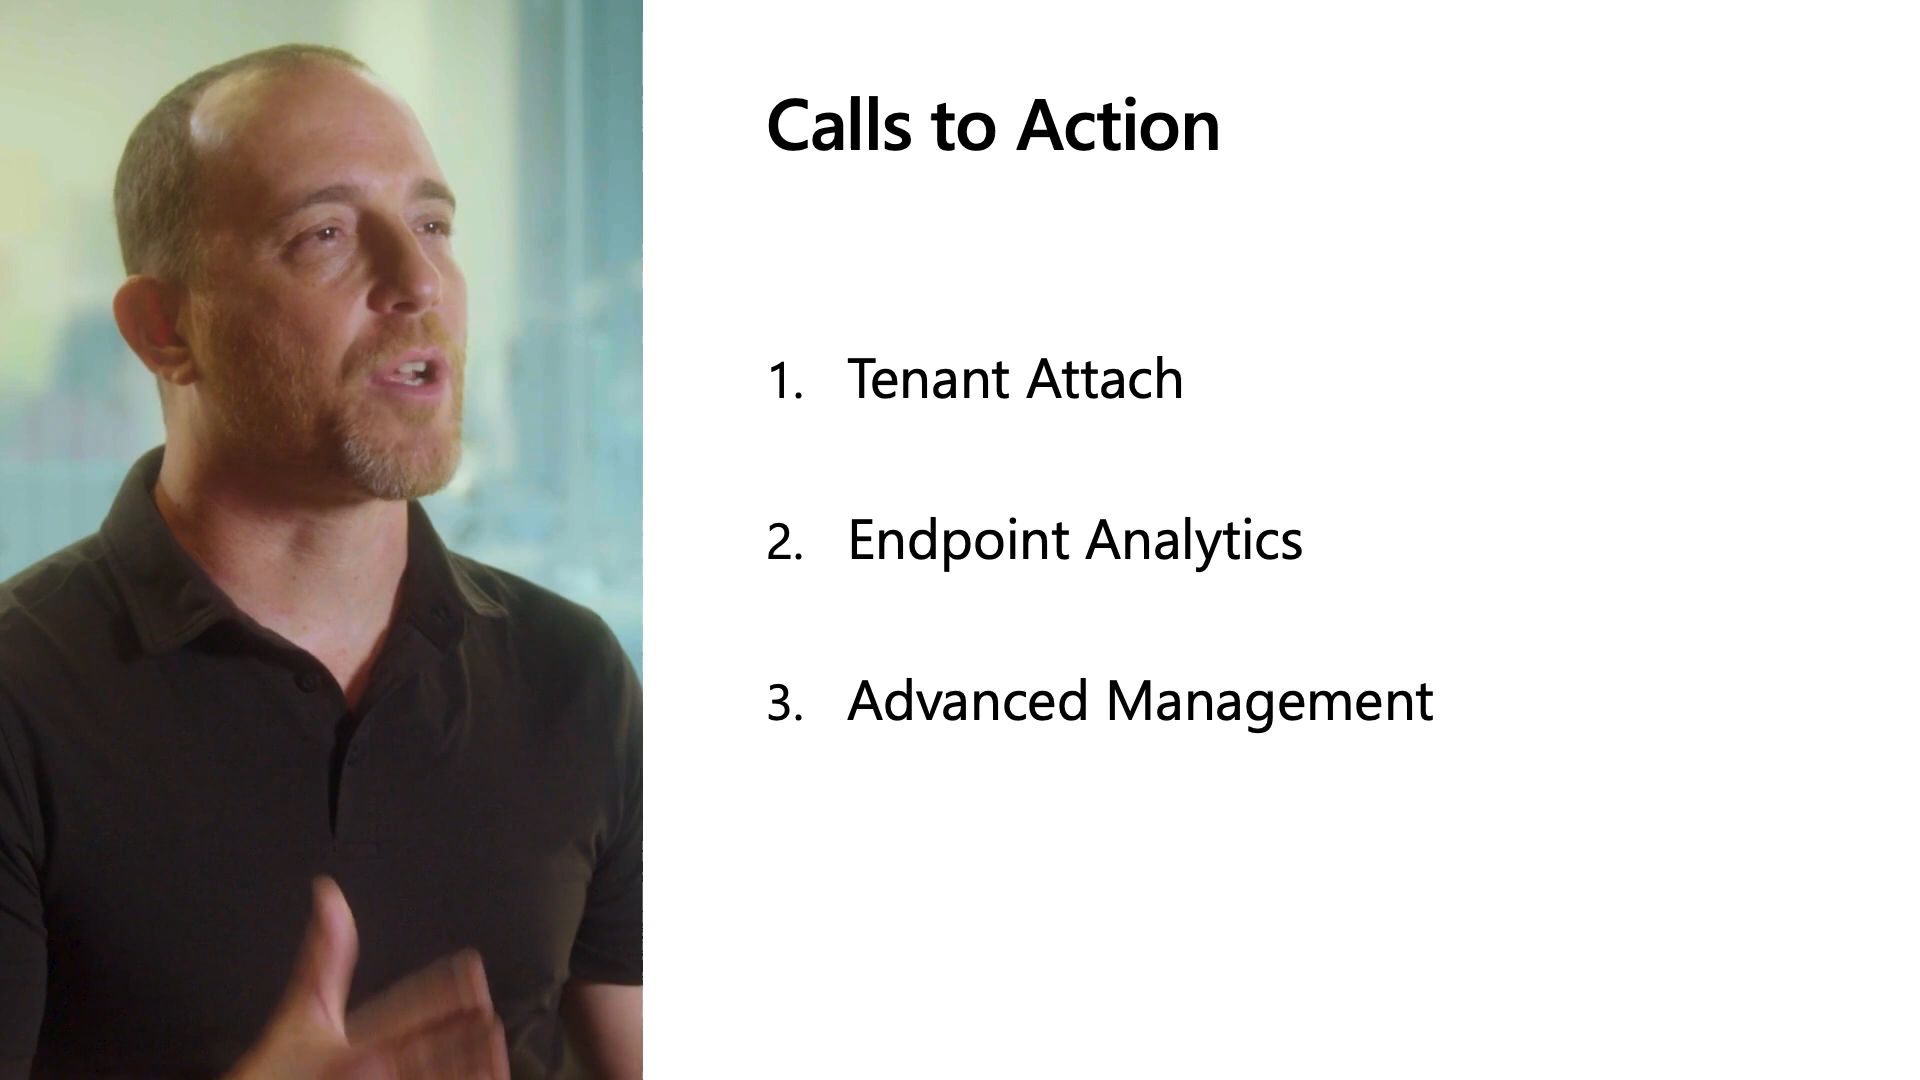 Calls to Action
1. Tenant Attach
2. Endpoint Analytics
3. Advanced Management